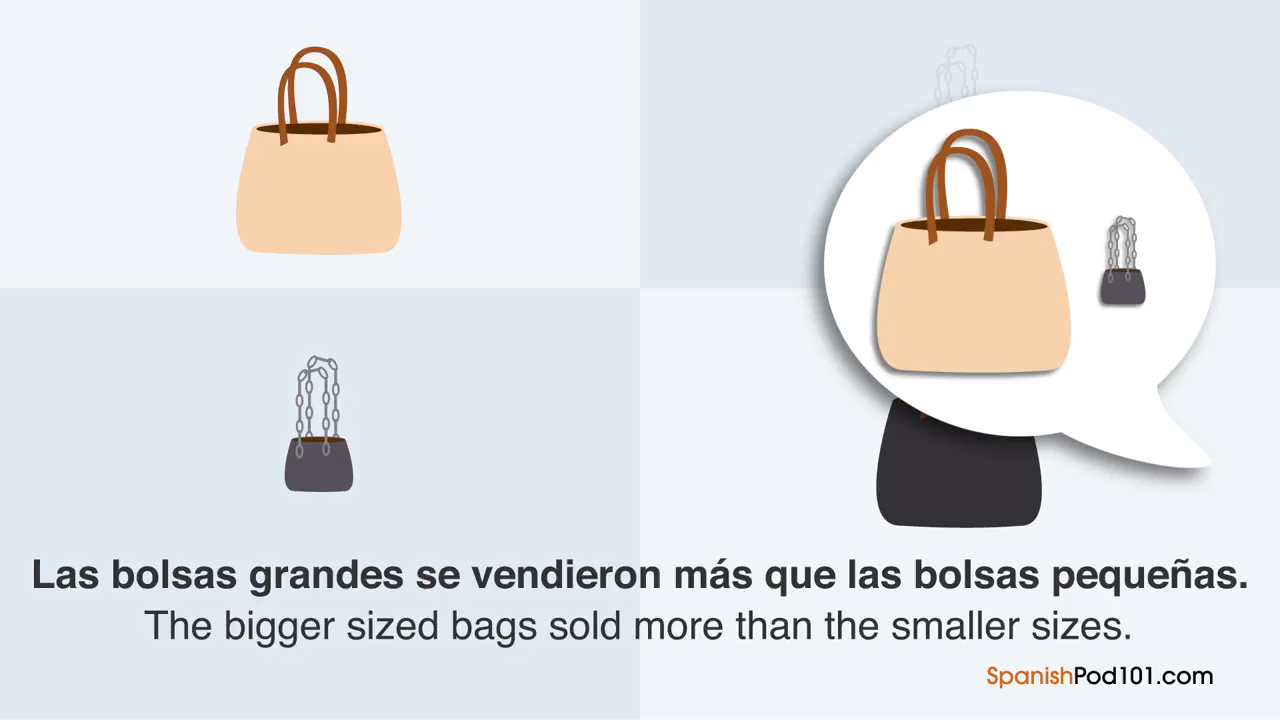 Las bolsas grandes se vendieron más que las bolsas pequeñas.
The bigger sized bags sold more than the smaller sizes.
SpanishPod101.com